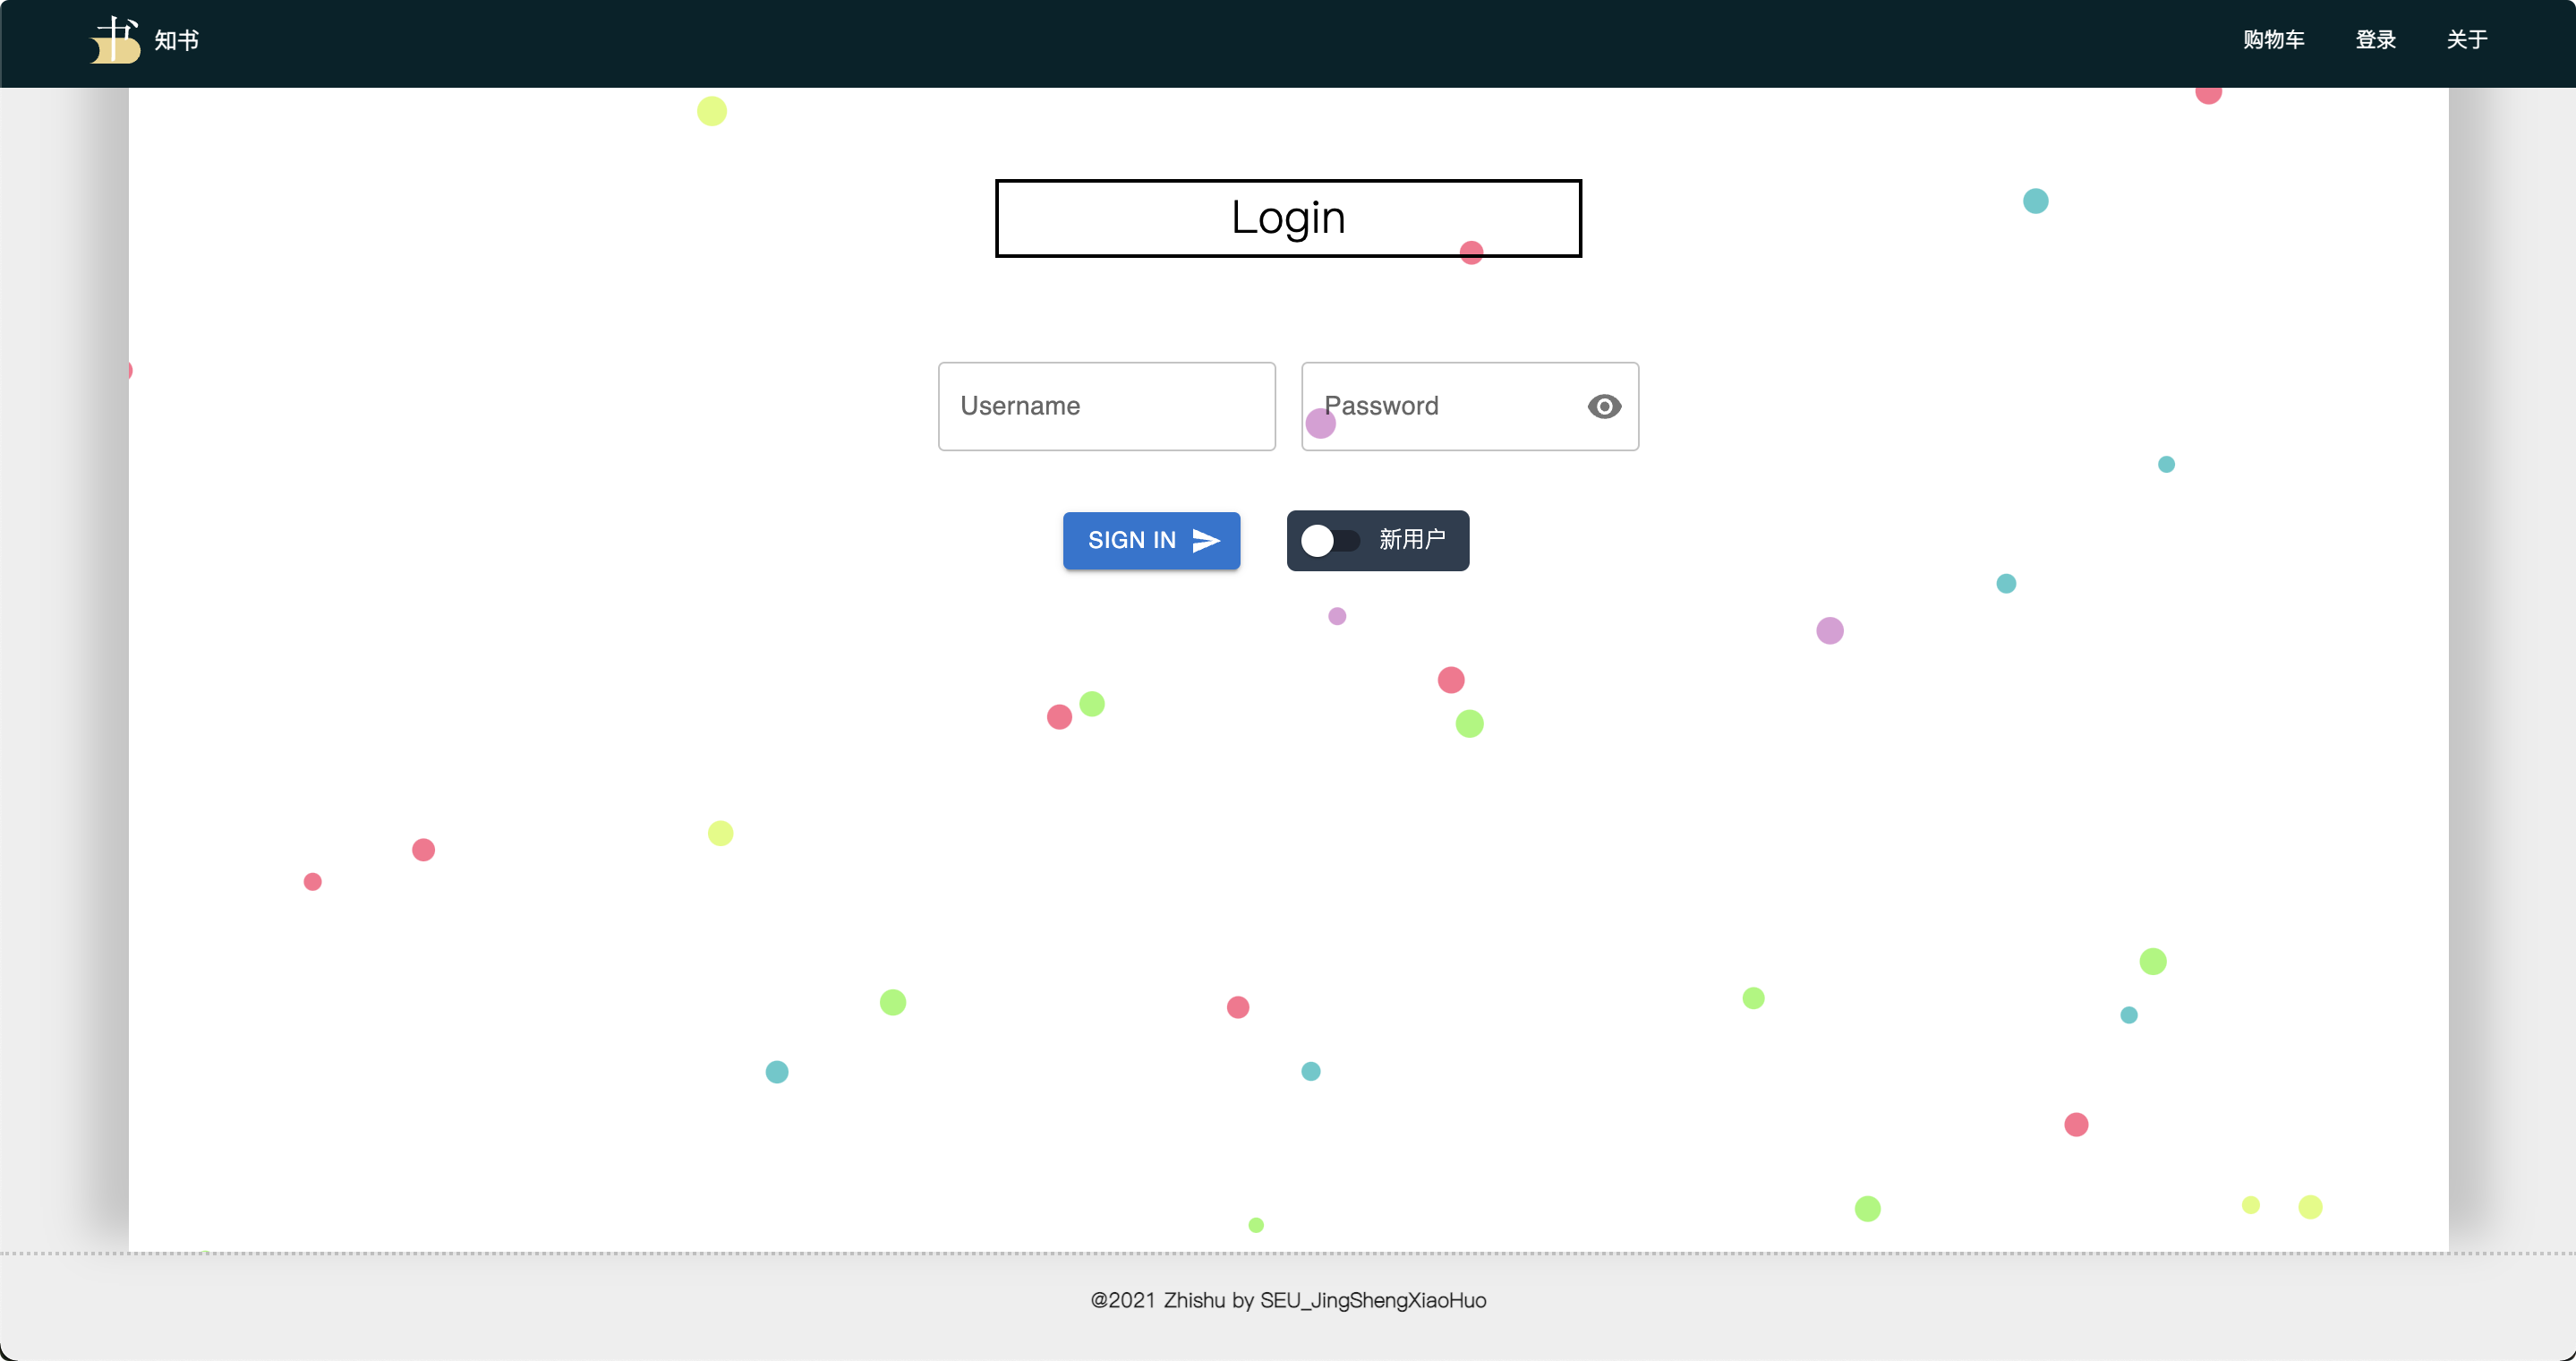 书 知书
购物车 登录 关于
Login
Username
Password
SIGN IN
新用户
@2021 Zhishu by SEU_JingShengXiaoHuo